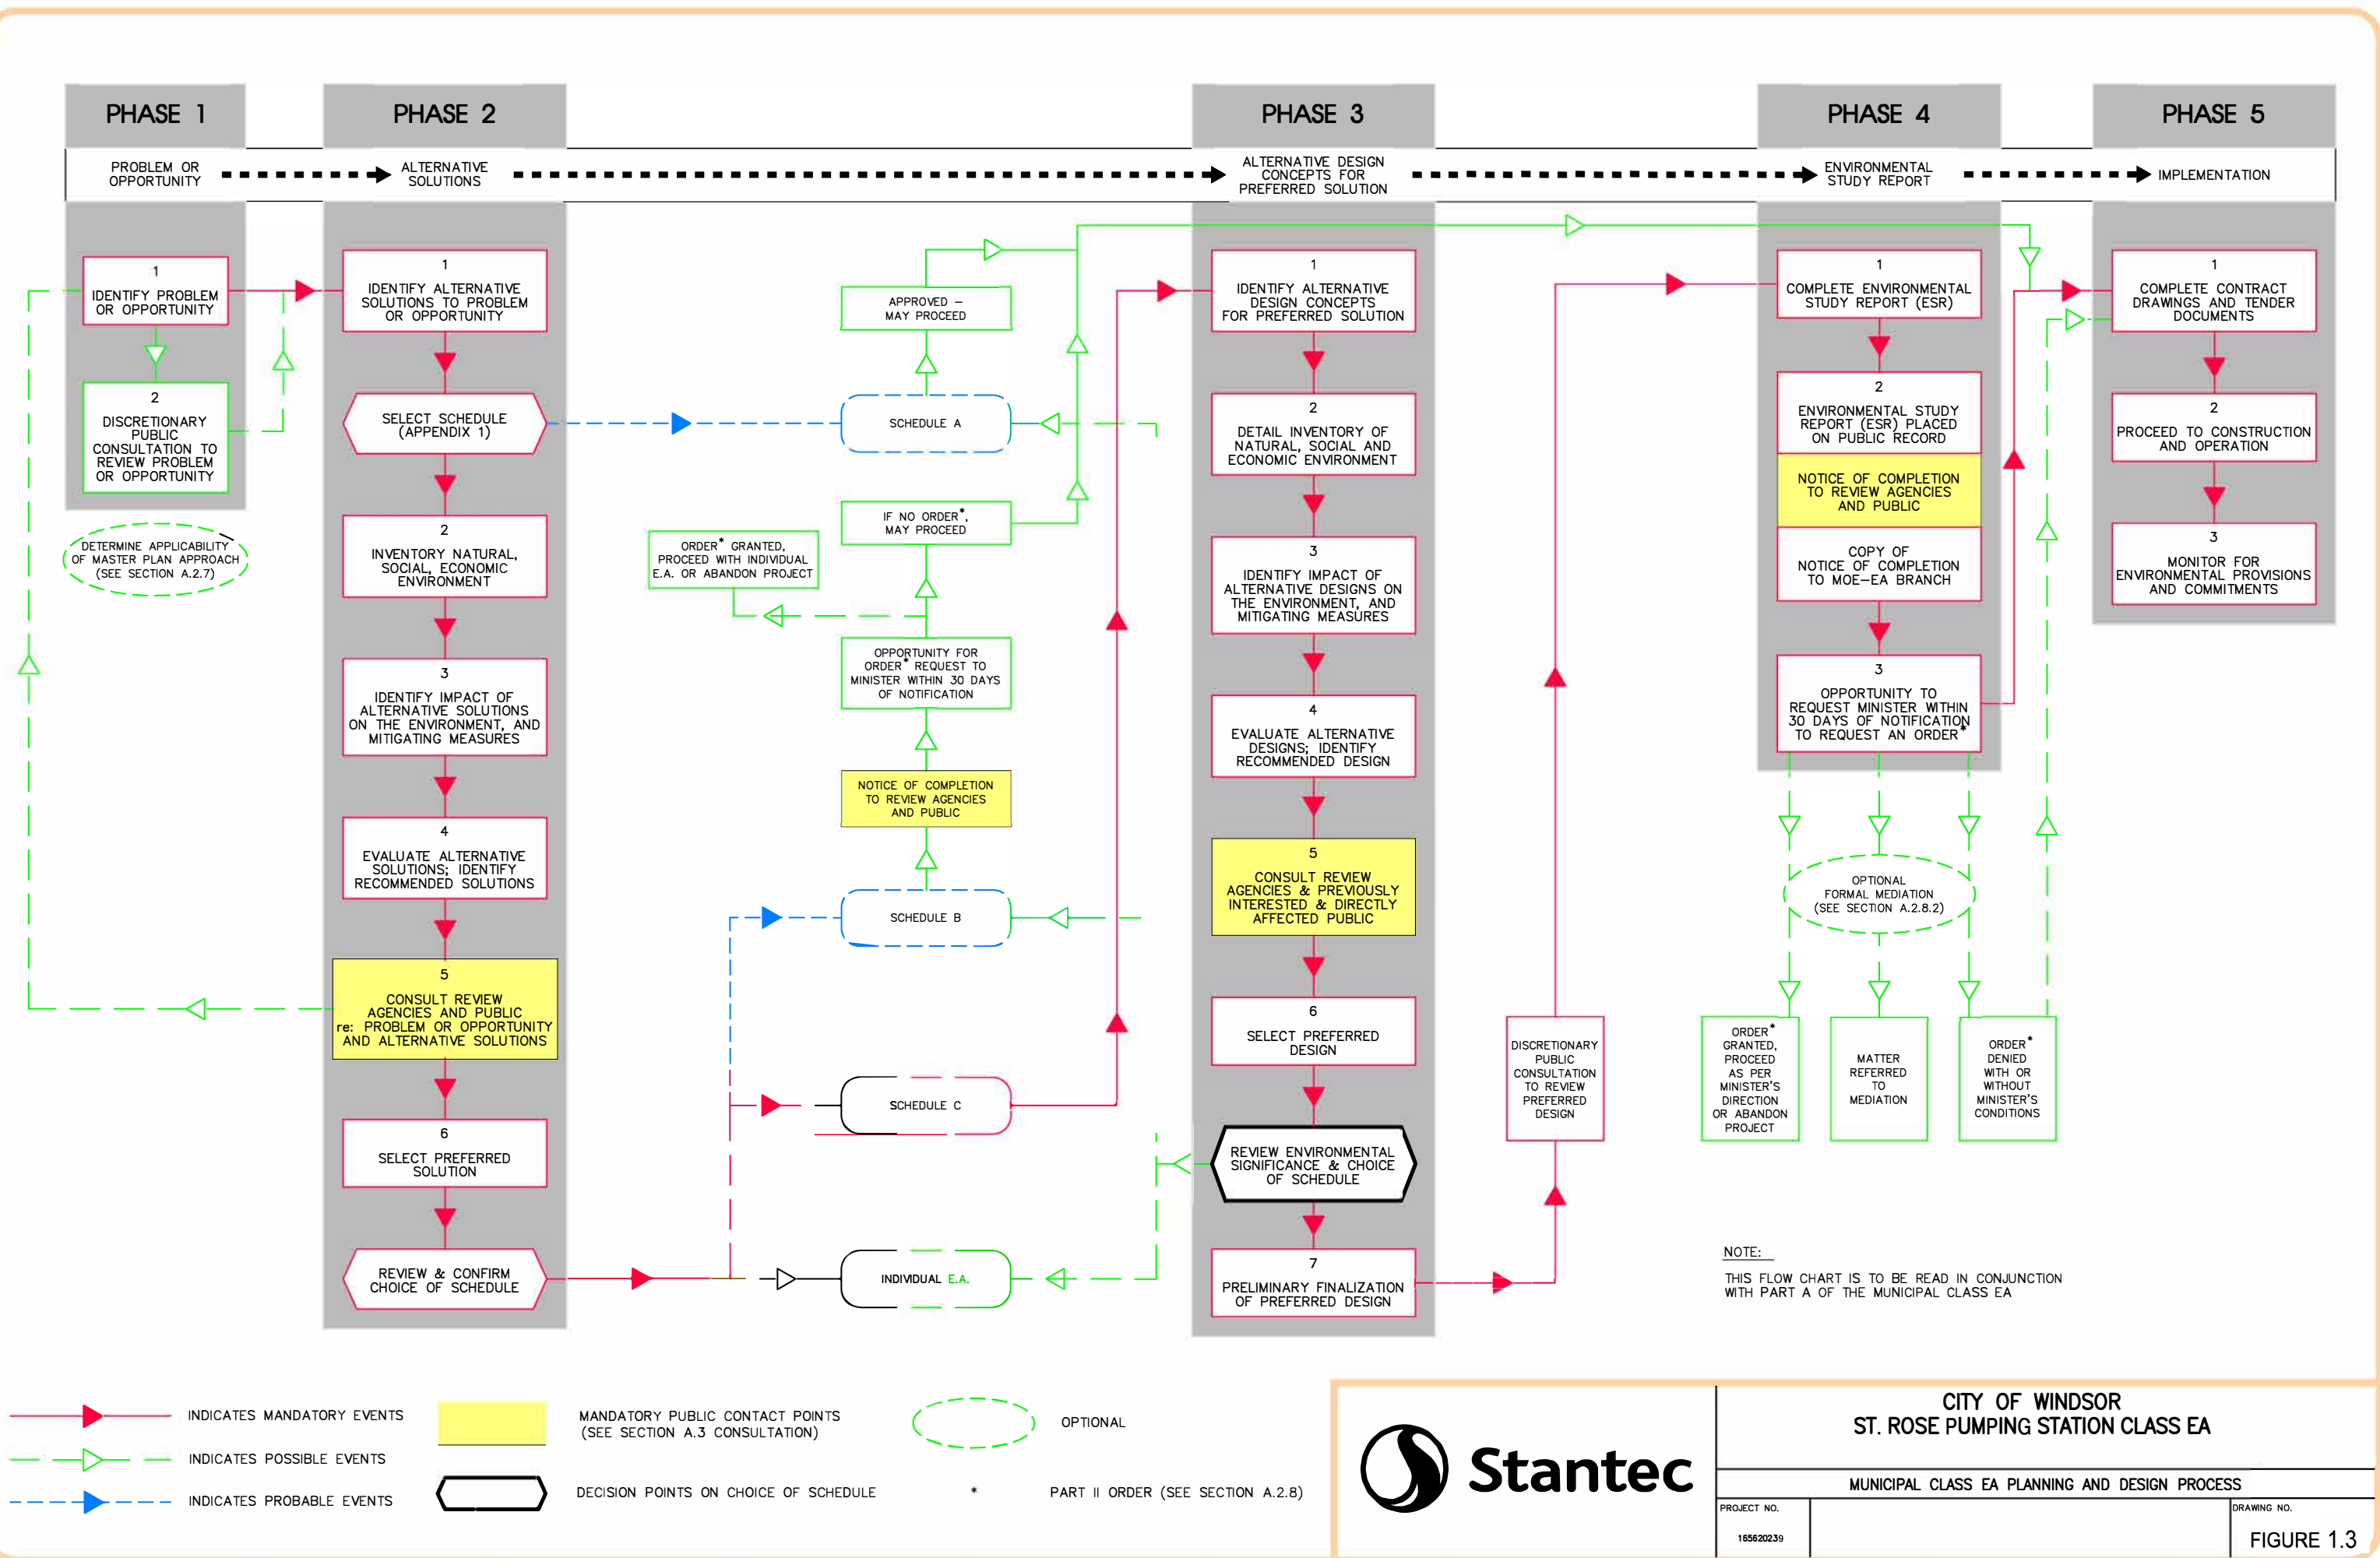 PHASE 1
PHASE 2
PHASE 3
PHASE 4
PHASE 5
PROBLEM OR
OPPORTUNITY
ALTERNATIVE
SOLUTIONS
ALTERNATIVE DESIGN
CONCEPTS FOR
PREFERRED SOLUTION
ENVIRONMENTAL
STUDY REPORT
IMPLEMENTATION
1
IDENTIFY PROBLEM
OR OPPORTUNITY
2
DISCRETIONARY
PUBLIC
CONSULTATION TO
REVIEW PROBLEM
OR OPPORTUNITY
DETERMINE APPLICABILITY
OF MASTER PLAN APPROACH
(SEE SECTION A.2.7)
1
IDENTIFY ALTERNATIVE
SOLUTIONS TO PROBLEM
OR OPPORTUNITY
SELECT SCHEDULE
(APPENDIX 1)
2
INVENTORY NATURAL,
SOCIAL, ECONOMIC
ENVIRONMENT
3
IDENTIFY IMPACT OF
ALTERNATIVE SOLUTIONS
ON THE ENVIRONMENT, AND
MITIGATING MEASURES
4
EVALUATE ALTERNATIVE
SOLUTIONS; IDENTIFY
RECOMMENDED SOLUTIONS
5
CONSULT REVIEW
AGENCIES AND PUBLIC
re: PROBLEM OR OPPORTUNITY
AND ALTERNATIVE SOLUTIONS
6
SELECT PREFERRED
SOLUTION
REVIEW & CONFIRM
CHOICE OF SCHEDULE
APPROVED –
MAY PROCEED
SCHEDULE A
IF NO ORDER*,
MAY PROCEED
ORDER* GRANTED,
PROCEED WITH INDIVIDUAL
E.A. OR ABANDON PROJECT
OPPORTUNITY FOR
ORDER* REQUEST TO
MINISTER WITHIN 30 DAYS
OF NOTIFICATION
NOTICE OF COMPLETION
TO REVIEW AGENCIES
AND PUBLIC
SCHEDULE B
SCHEDULE C
INDIVIDUAL E.A.
1
IDENTIFY ALTERNATIVE
DESIGN CONCEPTS
FOR PREFERRED SOLUTION
2
DETAIL INVENTORY OF
NATURAL, SOCIAL AND
ECONOMIC ENVIRONMENT
3
IDENTIFY IMPACT OF
ALTERNATIVE DESIGNS ON
THE ENVIRONMENT, AND
MITIGATING MEASURES
4
EVALUATE ALTERNATIVE
DESIGNS; IDENTIFY
RECOMMENDED DESIGN
5
CONSULT REVIEW
AGENCIES & PREVIOUSLY
INTERESTED & DIRECTLY
AFFECTED PUBLIC
6
SELECT PREFERRED
DESIGN
REVIEW ENVIRONMENTAL
SIGNIFICANCE & CHOICE
OF SCHEDULE
7
PRELIMINARY FINALIZATION
OF PREFERRED DESIGN
DISCRETIONARY
PUBLIC
CONSULTATION
TO REVIEW
PREFERRED
DESIGN
1
COMPLETE ENVIRONMENTAL
STUDY REPORT (ESR)
2
ENVIRONMENTAL STUDY
REPORT (ESR) PLACED
ON PUBLIC RECORD
NOTICE OF COMPLETION
TO REVIEW AGENCIES
AND PUBLIC
COPY OF
NOTICE OF COMPLETION
TO MOE–EA BRANCH
3
OPPORTUNITY TO
REQUEST MINISTER WITHIN
30 DAYS OF NOTIFICATION
TO REQUEST AN ORDER*
OPTIONAL
FORMAL MEDIATION
(SEE SECTION A.2.8.2)
ORDER*
GRANTED,
PROCEED
AS PER
MINISTER'S
DIRECTION
OR ABANDON
PROJECT
MATTER
REFERRED
TO
MEDIATION
ORDER*
DENIED
WITH OR
WITHOUT
MINISTER'S
CONDITIONS
1
COMPLETE CONTRACT
DRAWINGS AND TENDER
DOCUMENTS
2
PROCEED TO CONSTRUCTION
AND OPERATION
3
MONITOR FOR
ENVIRONMENTAL PROVISIONS
AND COMMITMENTS
NOTE:
THIS FLOW CHART IS TO BE READ IN CONJUNCTION
WITH PART A OF THE MUNICIPAL CLASS EA
INDICATES MANDATORY EVENTS
INDICATES POSSIBLE EVENTS
INDICATES PROBABLE EVENTS
MANDATORY PUBLIC CONTACT POINTS
(SEE SECTION A.3 CONSULTATION)
DECISION POINTS ON CHOICE OF SCHEDULE
OPTIONAL
* PART II ORDER (SEE SECTION A.2.8)
Stantec
CITY OF WINDSOR
ST. ROSE PUMPING STATION CLASS EA
MUNICIPAL CLASS EA PLANNING AND DESIGN PROCESS
PROJECT NO.
165620239
DRAWING NO.
FIGURE 1.3